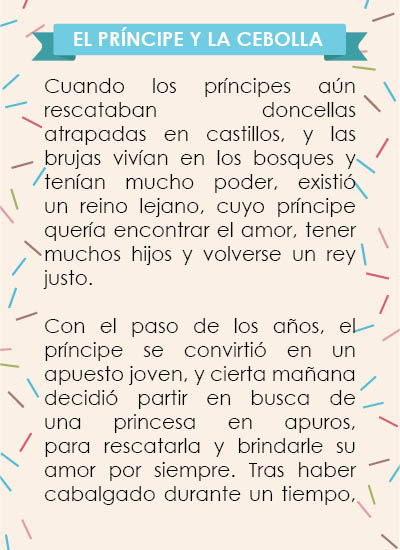 EL PRÍNCIPE Y LA CEBOLLA
Cuando los príncipes aún
rescataban doncellas
atrapadas en castillos, y las
brujas vivían en los bosques y
tenían mucho poder, existió
un reino lejano, cuyo príncipe
quería encontrar el amor, tener
muchos hijos y volverse un rey
justo.
Con el paso de los años, el
príncipe se convirtió en un
apuesto joven, y cierta mañana
decidió partir en busca de
una princesa en apuros,
para rescatarla y brindarle su
amor por siempre. Tras haber
cabalgado durante un tiempo,